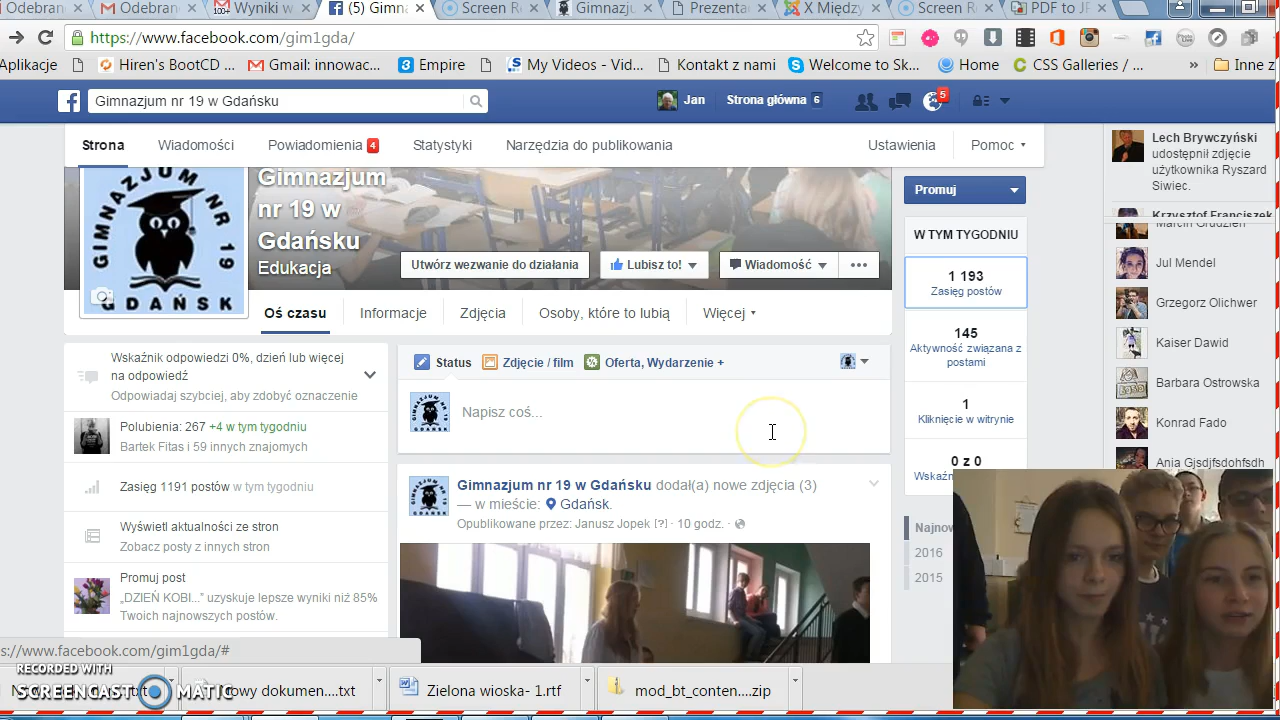 Odebran
Odebran
100+ Wyniki w
(5) Gimna
Screen Re
Gimnazju
Prezentac
X Między
Screen R
PDF to JP
https://www.facebook.com/gim1gda/
Aplikacje
Hiren's BootCD ...
Gmail: innowac...
Empire
My Videos - Vid...
Kontakt z nami
Welcome to Sk...
Home
CSS Galleries / ...
»
Inne z
Gimnazjum nr 19 w Gdańsku
Jan
Strona główna 6
5
Strona
Wiadomości
Powiadomienia 4
Statystyki
Narzędzia do publikowania
Ustawienia
Pomoc
GIMNAZJUM NR 19
GDAŃSK
Gimnazjum
nr 19 w
Gdańsku
Edukacja
Utwórz wezwanie do działania
Lubisz to!
Wiadomość
•••
Oś czasu
Informacje
Zdjęcia
Osoby, które to lubią
Więcej
Wskaźnik odpowiedzi 0%, dzień lub więcej
na odpowiedź
Odpowiadaj szybciej, aby zdobyć oznaczenie
Polubienia: 267 +4 w tym tygodniu
Bartek Fitas i 59 innych znajomych
Zasięg 1191 postów w tym tygodniu
Wyświetl aktualności ze stron
Zobacz posty z innych stron
Promuj post
„DZIEŃ KOBI...” uzyskuje lepsze wyniki niż 85%
Twoich najnowszych postów.
Status
Zdjęcie / film
Oferta, Wydarzenie +
Napisz coś...
Gimnazjum nr 19 w Gdańsku dodał(a) nowe zdjęcia (3)
— w mieście: Gdańsk.
Opublikowane przez: Janusz Jopek [?] · 10 godz. ·
Promuj
W TYM TYGODNIU
1 193
Zasięg postów
145
Aktywność związana z
postami
1
Kliknięcie w witrynie
0 z 0
Wskaź
Najnow
2016
2015
Lech Brywczyński
udostępnił zdjęcie
użytkownika Ryszard
Siwiec.
Krzysztof Franciszek
Marcin Grudzień
Jul Mendel
Grzegorz Olichwer
Kaiser Dawid
Barbara Ostrowska
Konrad Fado
Ania Gjsdjfsdohfsdh
s://www.facebook.com/gim1gda/#
RECORDED WITH
SCREENCAST MATIC
txt
owy dokumen....txt
Zielona wioska- 1.rtf
mod_bt_conten....zip